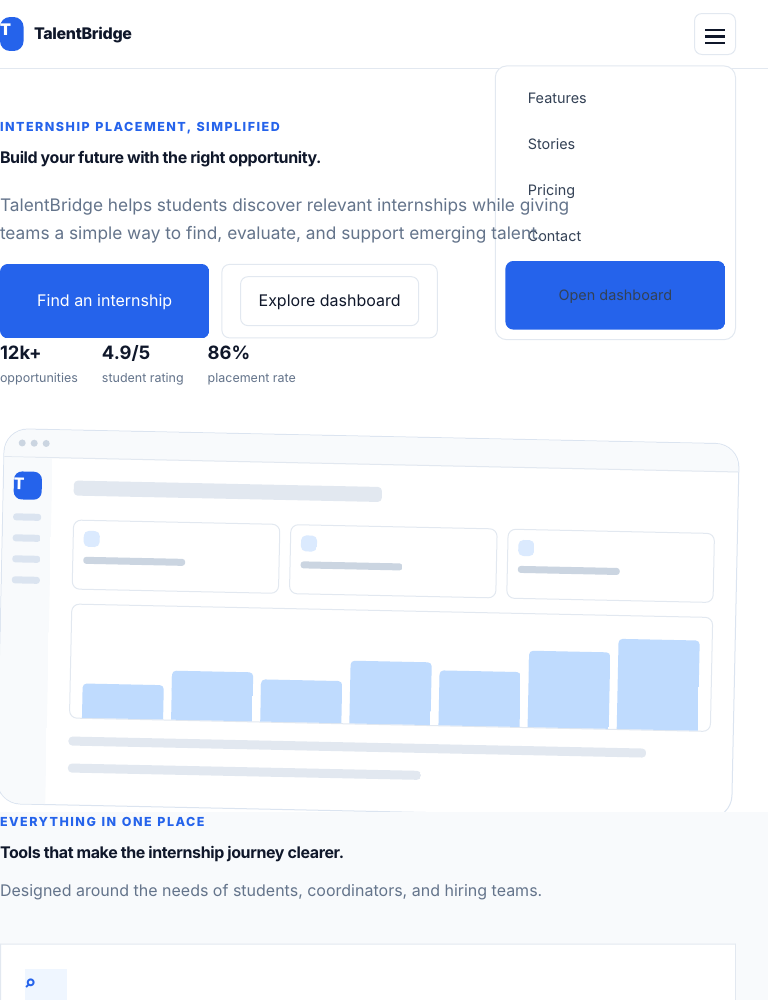 T TalentBridge
Features
Stories
Pricing
Contact
Open dashboard
INTERNSHIP PLACEMENT, SIMPLIFIED
Build your future with the right opportunity.
TalentBridge helps students discover relevant internships while giving
teams a simple way to find, evaluate, and support emerging talent.
Find an internship
Explore dashboard
12k+ 4.9/5 86%
opportunities student rating placement rate
T
EVERYTHING IN ONE PLACE
Tools that make the internship journey clearer.
Designed around the needs of students, coordinators, and hiring teams.